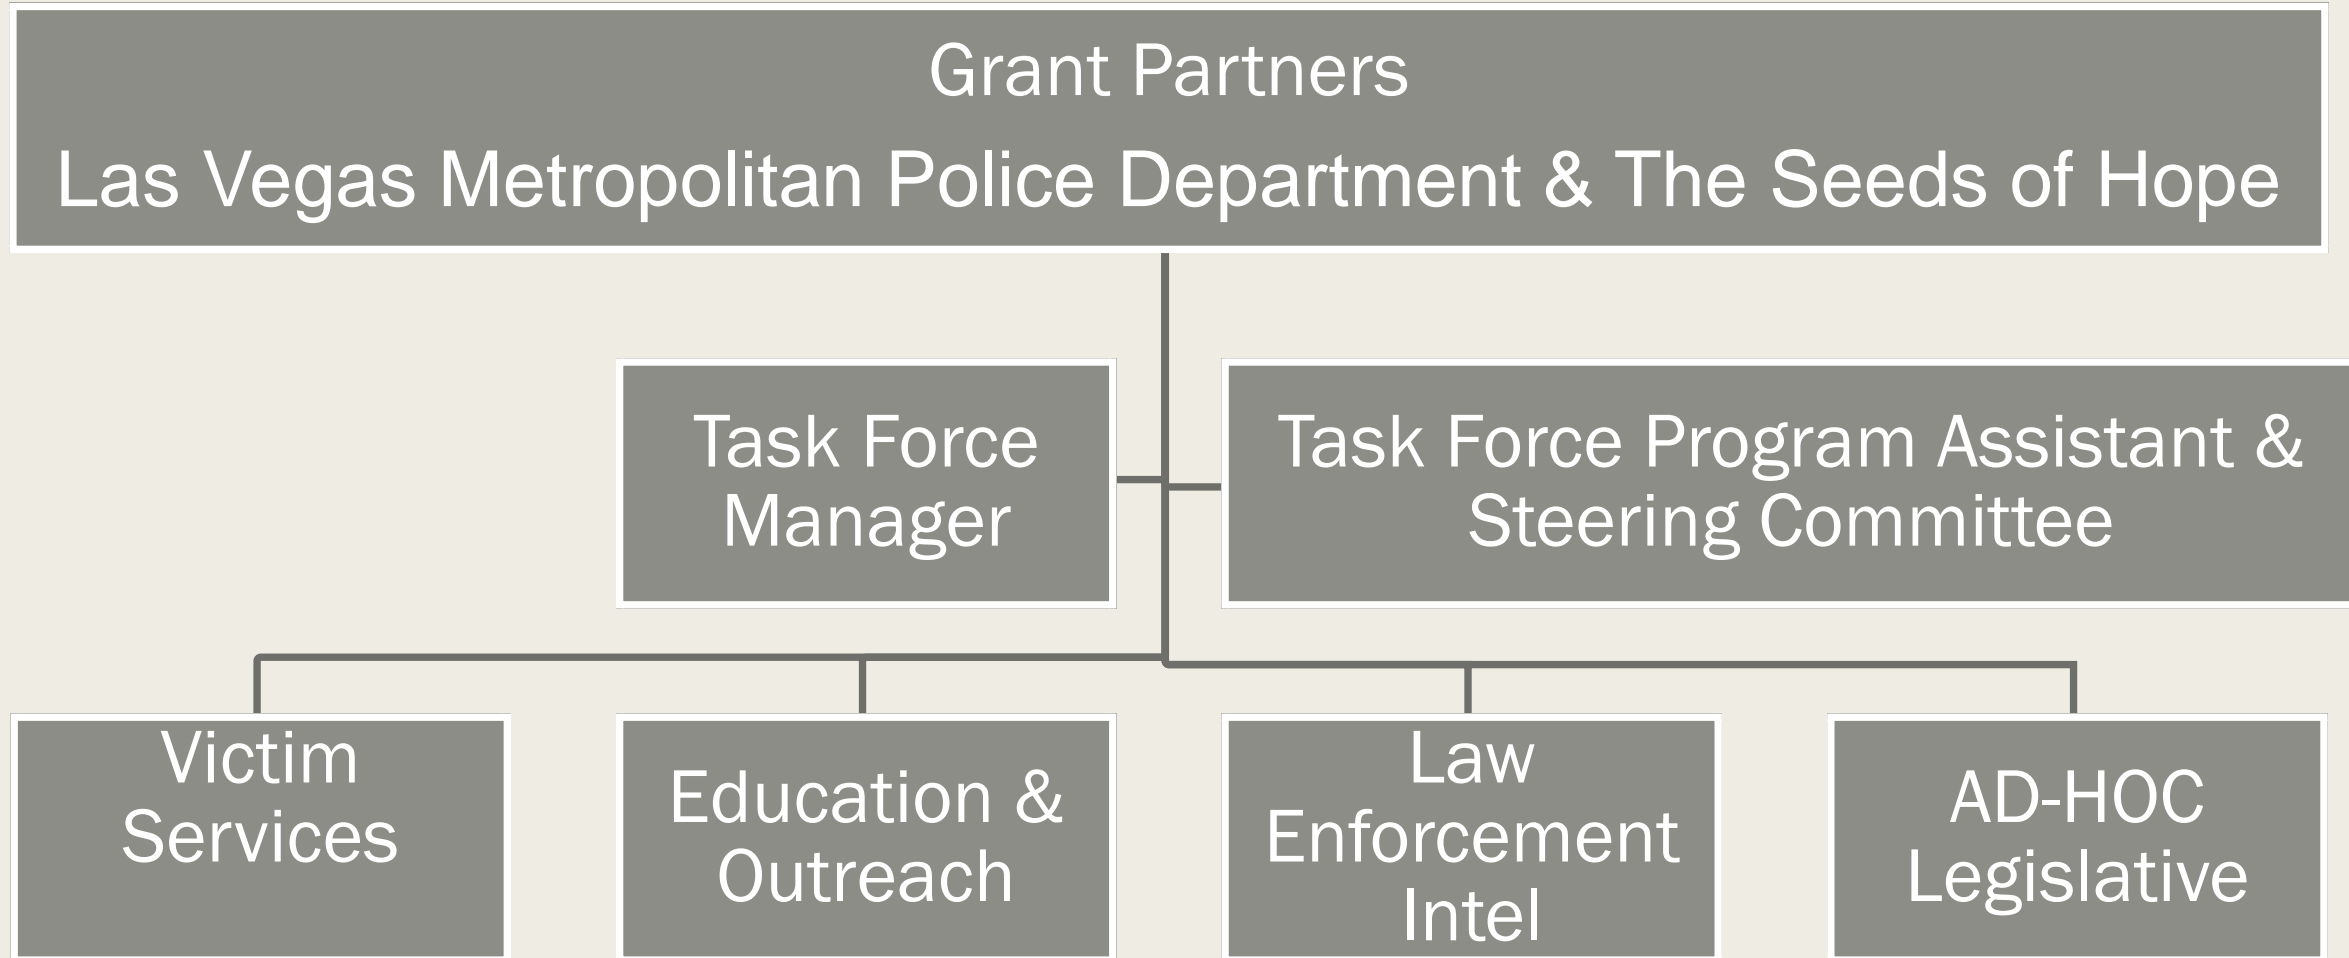 Grant Partners
Las Vegas Metropolitan Police Department & The Seeds of Hope
Task Force
Manager
Task Force Program Assistant &
Steering Committee
Victim
Services
Education &
Outreach
Law
Enforcement
Intel
AD-HOC
Legislative